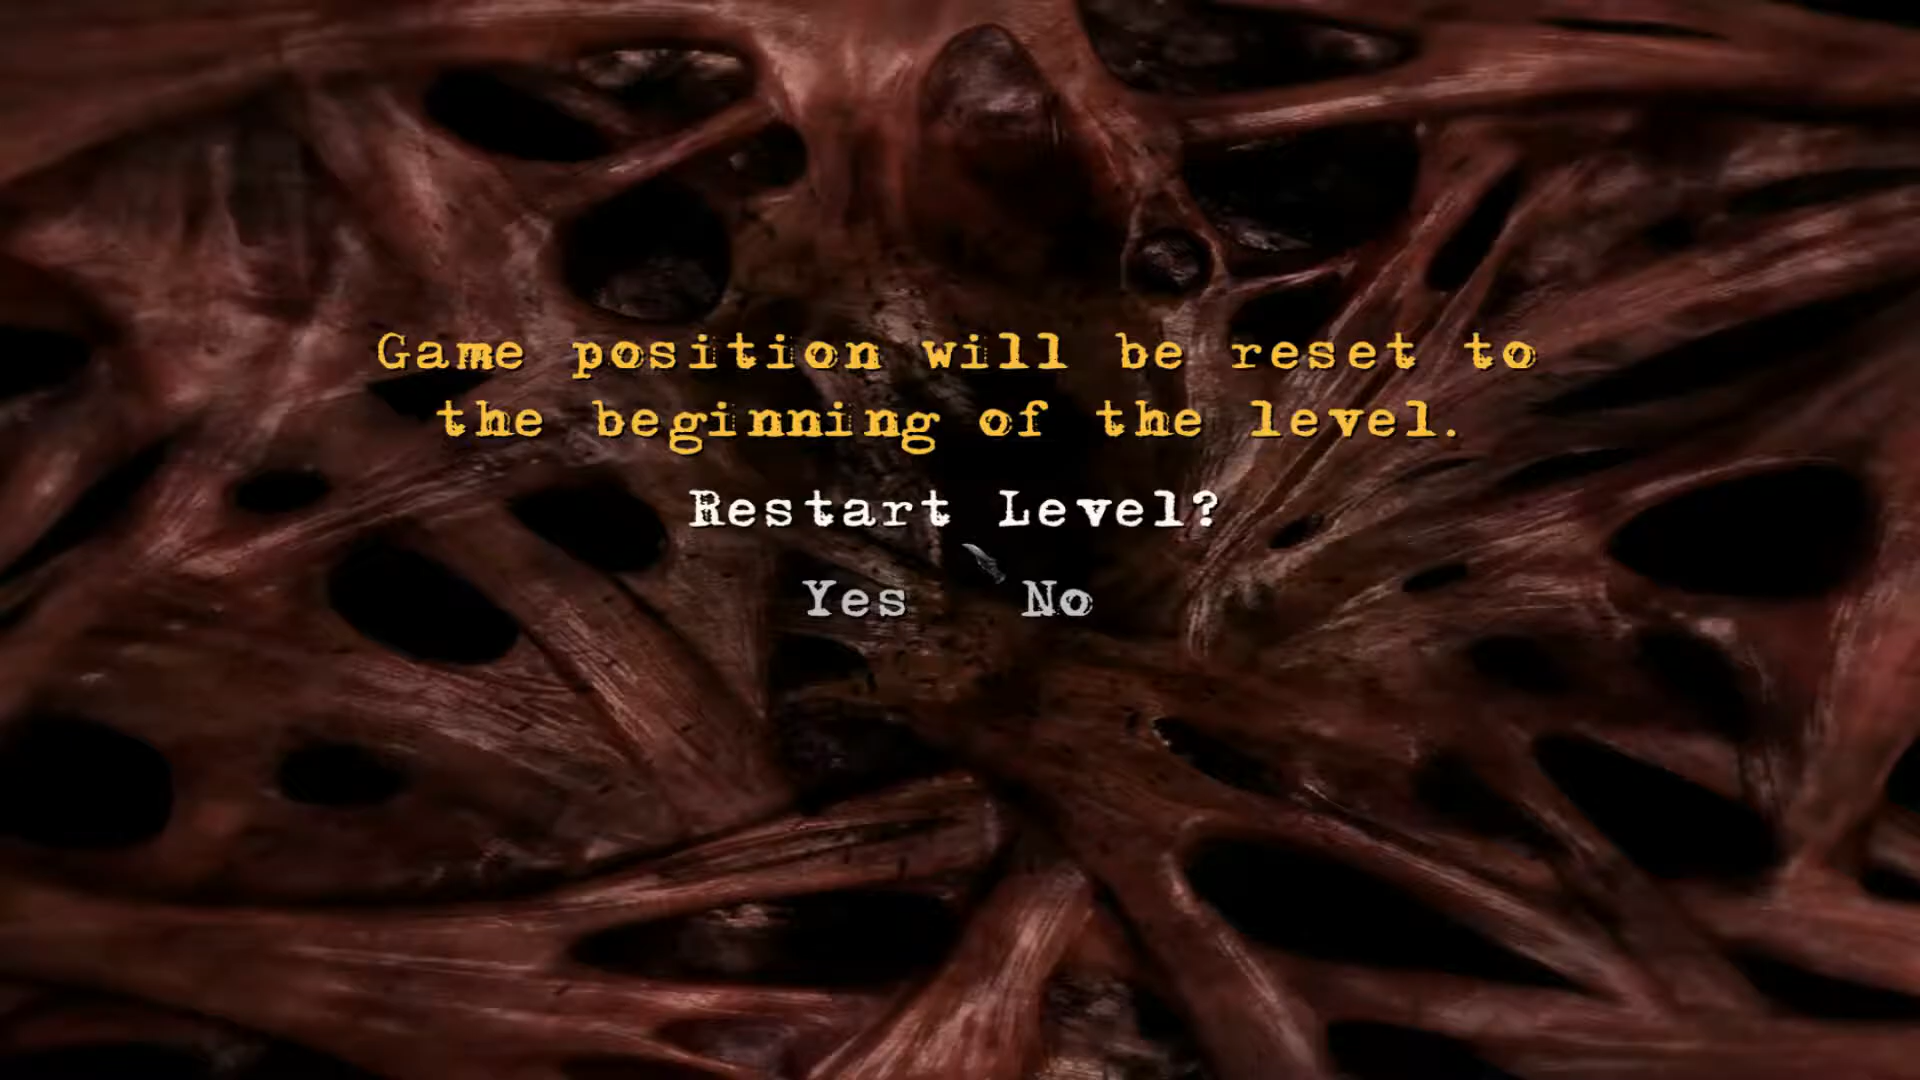 Game position will be reset to
the beginning of the level.
Restart Level?
Yes No